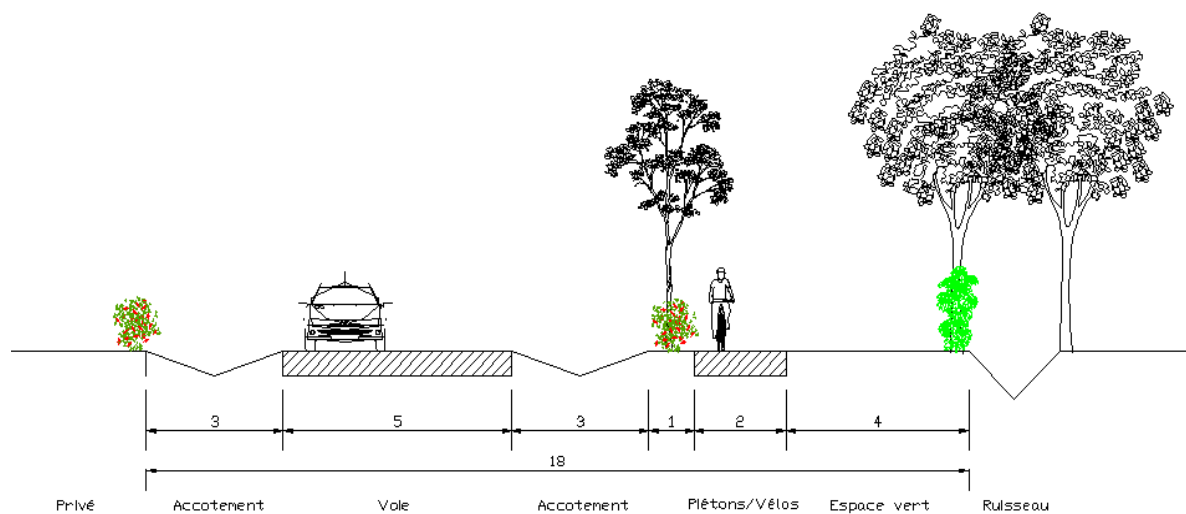 3 5 3 1 2 4
18
Privé Accotement Voie Accotement Piétons/Vélos Espace vert Ruisseau